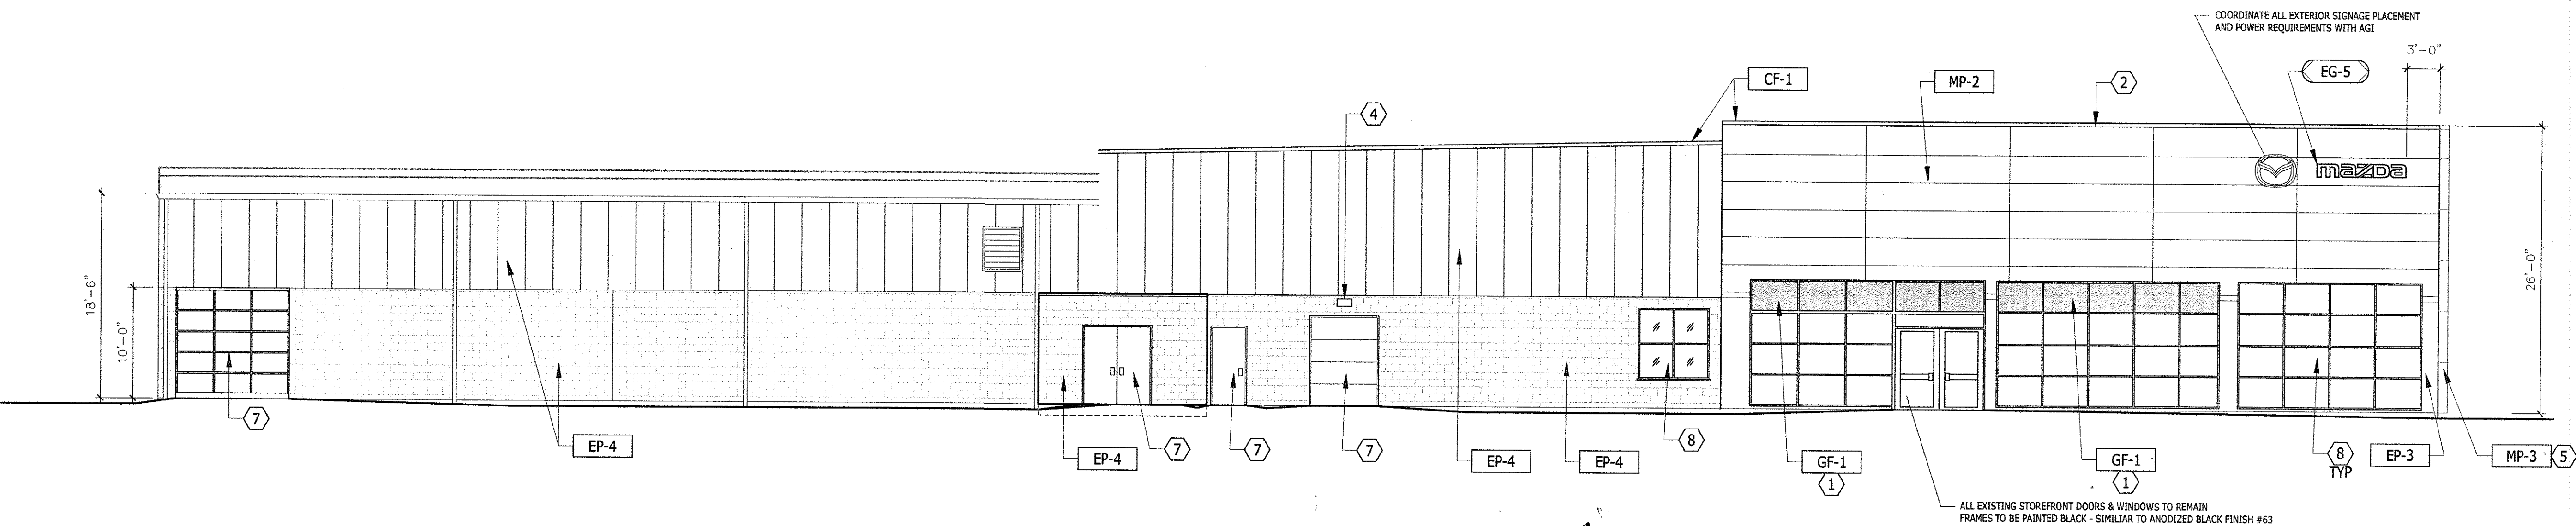 COORDINATE ALL EXTERIOR SIGNAGE PLACEMENT
AND POWER REQUIREMENTS WITH AGI
3'-0"
CF-1
MP-2
2
EG-5
4
mazda
18'-6"
10'-0"
26'-0"
7
EP-4
EP-4
7
7
7
EP-4
EP-4
8
GF-1
1
GF-1
1
8
TYP
EP-3
MP-3
5
ALL EXISTING STOREFRONT DOORS & WINDOWS TO REMAIN
FRAMES TO BE PAINTED BLACK - SIMILIAR TO ANODIZED BLACK FINISH #63